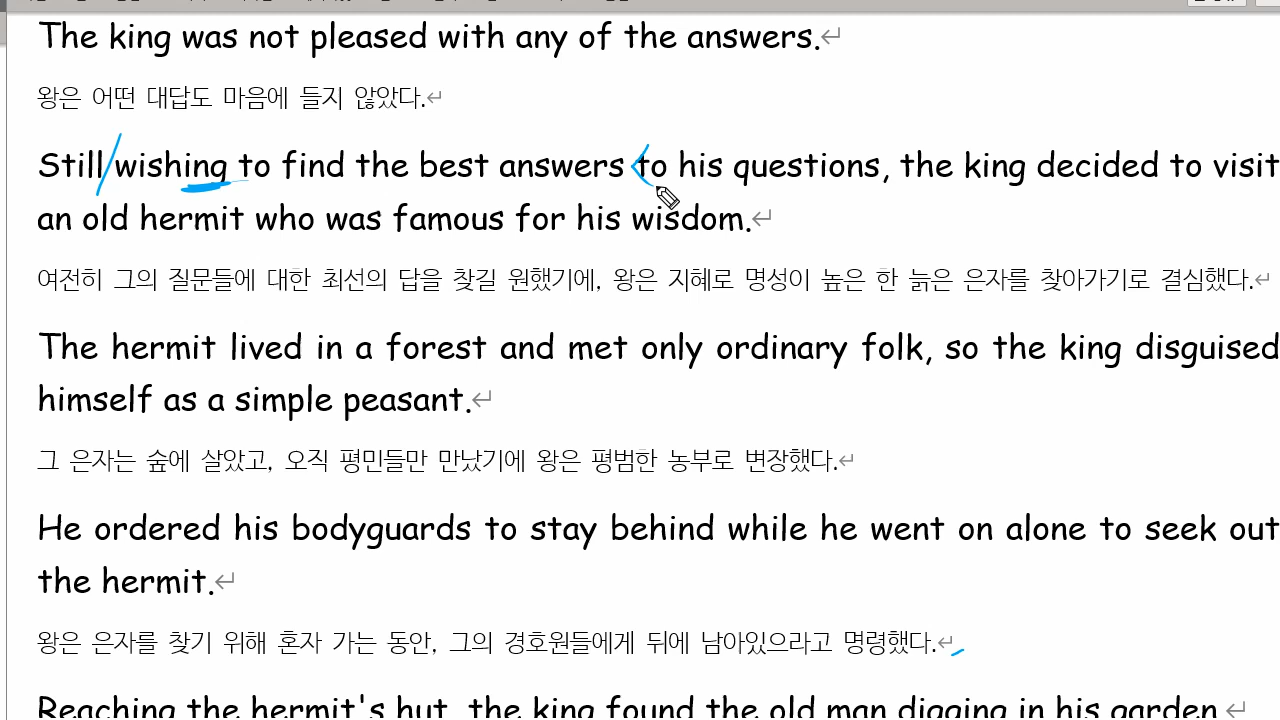 The king was not pleased with any of the answers.
왕은 어떤 대답도 마음에 들지 않았다.
Still wishing to find the best answers to his questions, the king decided to visit
an old hermit who was famous for his wisdom.
여전히 그의 질문들에 대한 최선의 답을 찾길 원했기에, 왕은 지혜로 명성이 높은 한 늙은 은자를 찾아가기로 결심했다.
The hermit lived in a forest and met only ordinary folk, so the king disguised
himself as a simple peasant.
그 은자는 숲에 살았고, 오직 평민들만 만났기에 왕은 평범한 농부로 변장했다.
He ordered his bodyguards to stay behind while he went on alone to seek out
the hermit.
왕은 은자를 찾기 위해 혼자 가는 동안, 그의 경호원들에게 뒤에 남아있으라고 명령했다.
Reaching the hermit's hut, the king found the old man digging in his garden.